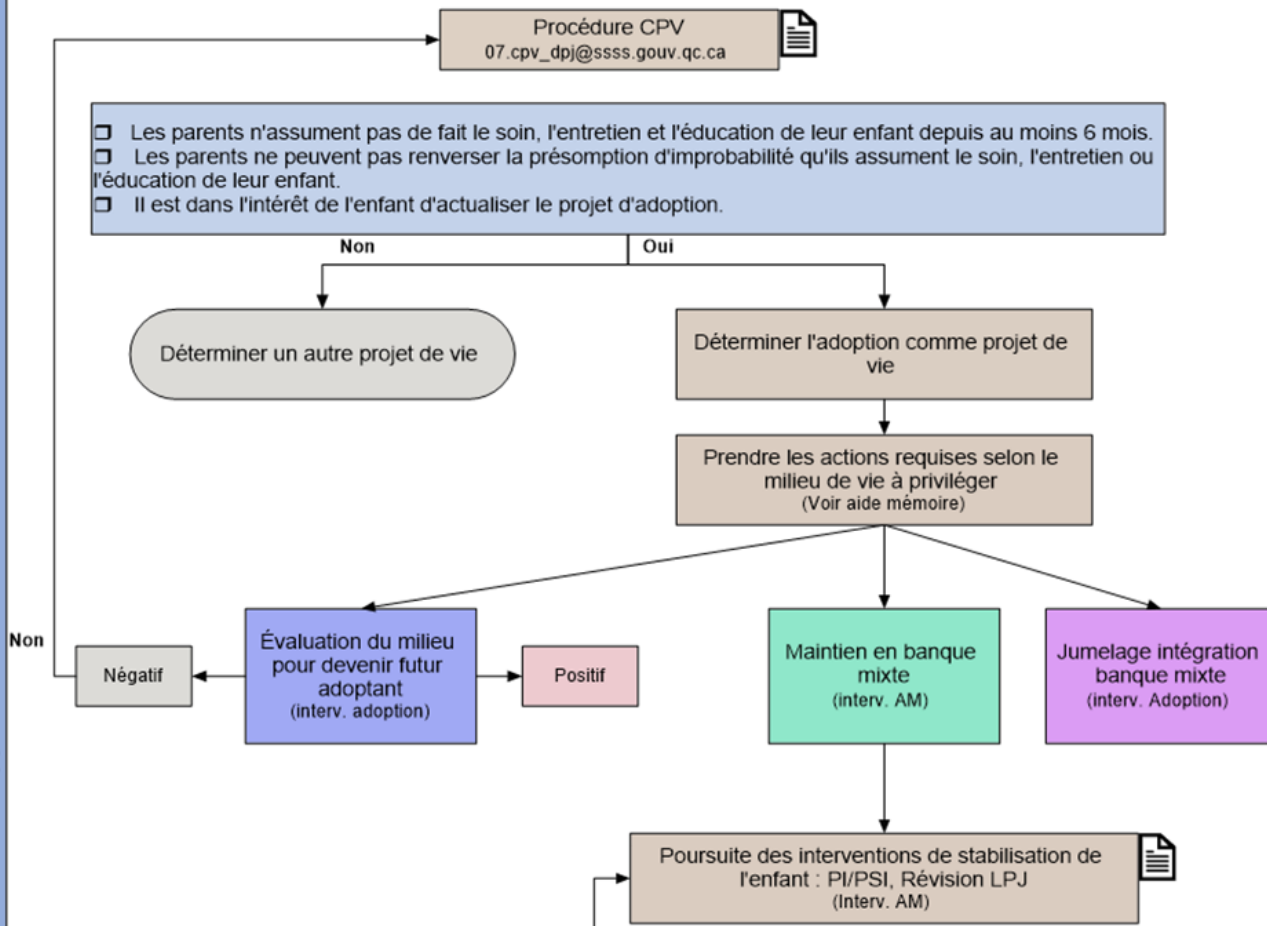 Procédure CPV
07.cpv_dpj@ssss.gouv.qc.ca
❒ Les parents n'assument pas de fait le soin, l'entretien et l'éducation de leur enfant depuis au moins 6 mois.
❒ Les parents ne peuvent pas renverser la présomption d'improbabilité qu'ils assument le soin, l'entretien ou
l'éducation de leur enfant.
❒ Il est dans l'intérêt de l'enfant d'actualiser le projet d'adoption.
Non
Oui
Déterminer un autre projet de vie
Déterminer l'adoption comme projet de
vie
Prendre les actions requises selon le
milieu de vie à priviléger
(Voir aide mémoire)
Non
Négatif
Évaluation du milieu
pour devenir futur
adoptant
(interv. adoption)
Positif
Maintien en banque
mixte
(interv. AM)
Jumelage intégration
banque mixte
(interv. Adoption)
Poursuite des interventions de stabilisation de
l'enfant : PI/PSI, Révision LPJ
(Interv. AM)